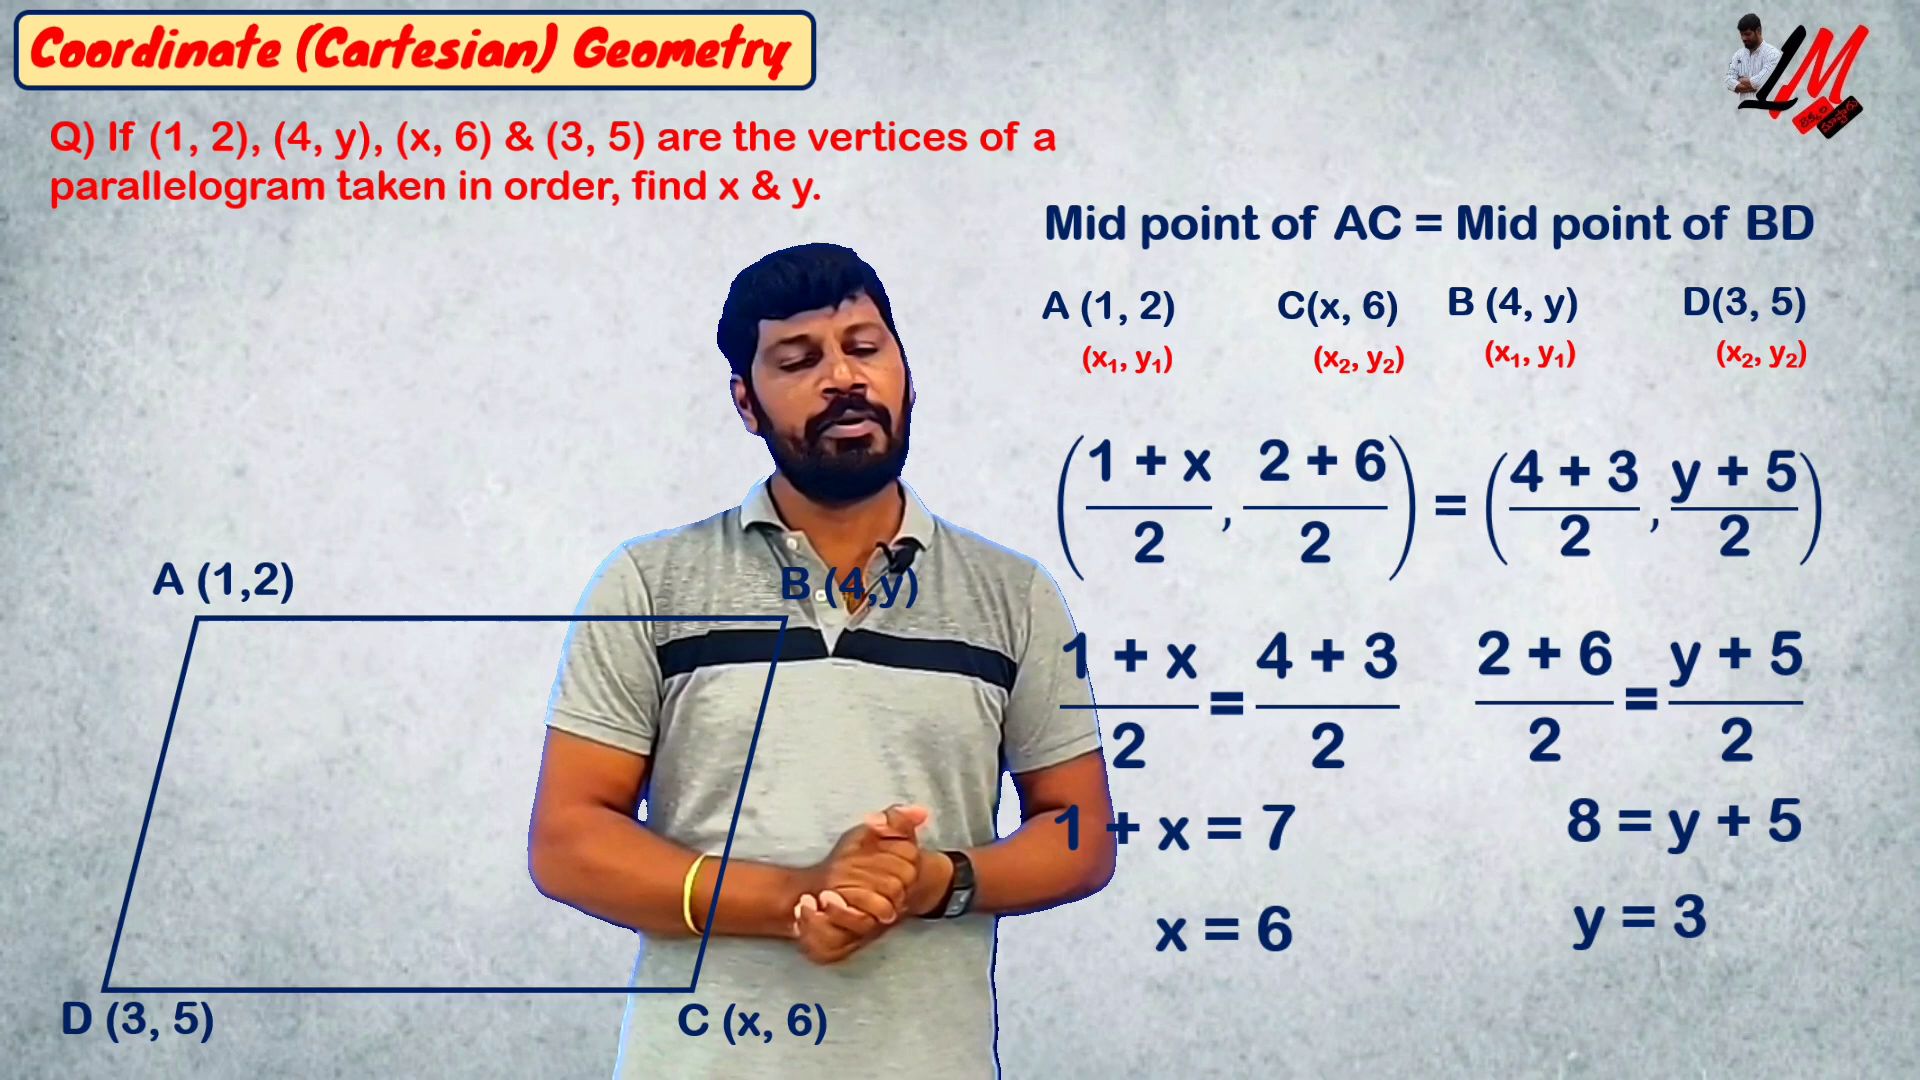 Coordinate (Cartesian) Geometry
LM
Q) If (1, 2), (4, y), (x, 6) & (3, 5) are the vertices of a
parallelogram taken in order, find x & y.
Mid point of AC = Mid point of BD
A (1, 2) C(x, 6) B (4, y) D(3, 5)
(x₁, y₁) (x₂, y₂) (x₁, y₁) (x₂, y₂)
((1 + x)/2, (2 + 6)/2) = ((4 + 3)/2, (y + 5)/2)
(1 + x)/2 = (4 + 3)/2
(2 + 6)/2 = (y + 5)/2
1 + x = 7
8 = y + 5
x = 6
y = 3
A (1,2)
B (4,y)
D (3, 5)
C (x, 6)